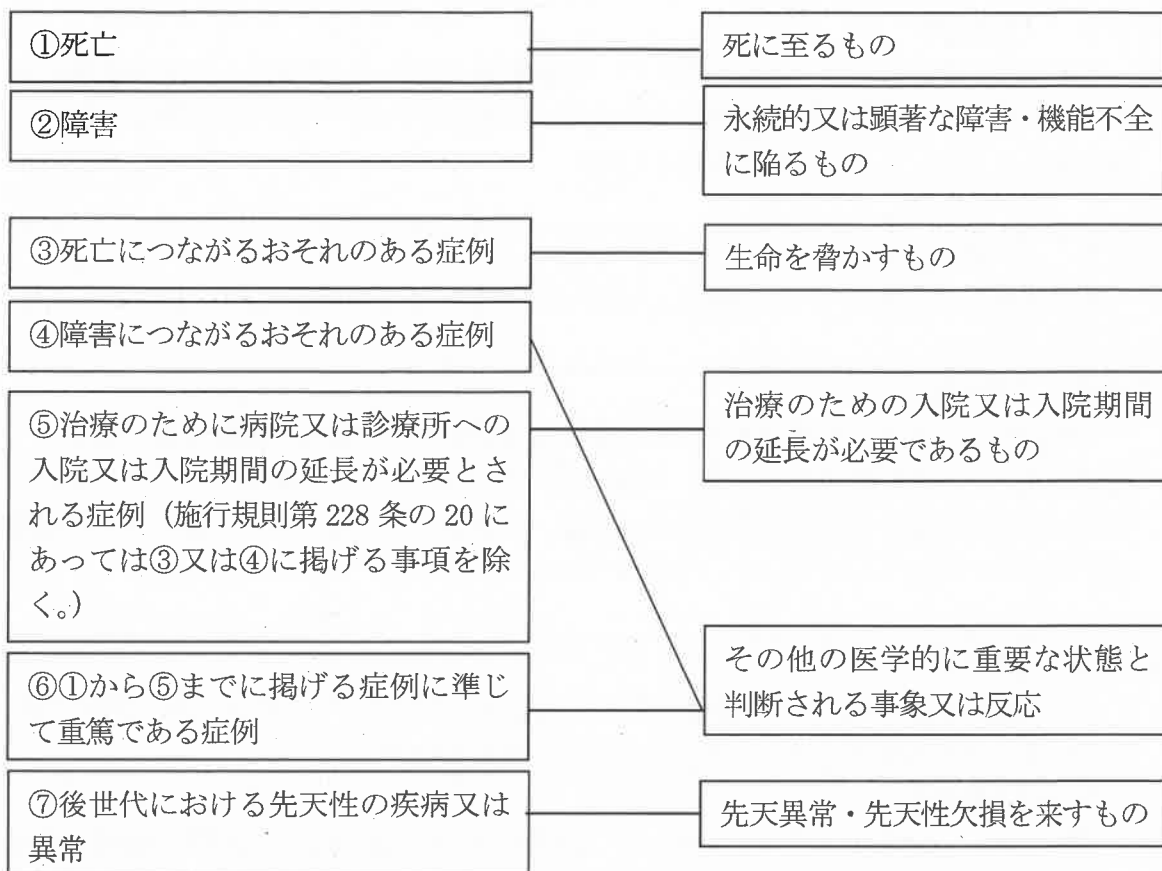 ①死亡
死に至るもの
②障害
永続的又は顕著な障害・機能不全
に陥るもの
③死亡につながるおそれのある症例
生命を脅かすもの
④障害につながるおそれのある症例
⑤治療のために病院又は診療所への
入院又は入院期間の延長が必要とさ
れる症例（施行規則第 228 条の 20 に
あっては③又は④に掲げる事項を除
く。）
治療のための入院又は入院期間
の延長が必要であるもの
⑥①から⑤までに掲げる症例に準じ
て重篤である症例
その他の医学的に重要な状態と
判断される事象又は反応
⑦後世代における先天性の疾病又は
異常
先天異常・先天性欠損を来すもの